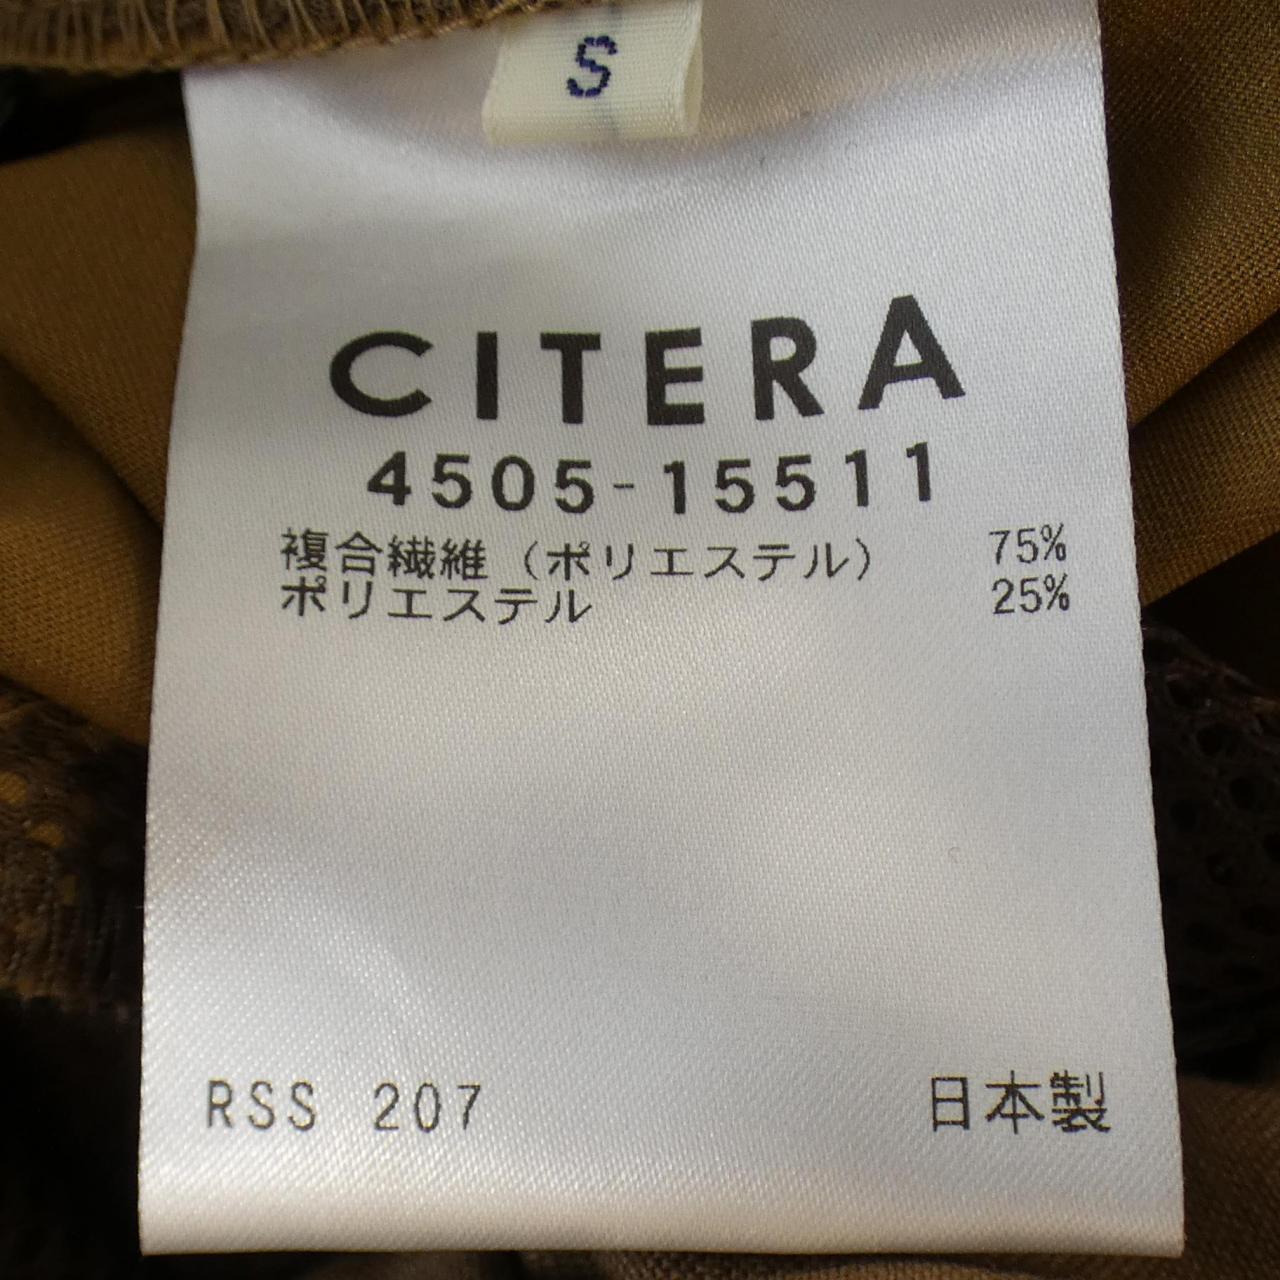 S
CITERA
4505-15511
複合繊維（ポリエステル） 75%
ポリエステル 25%
RSS 207 日本製